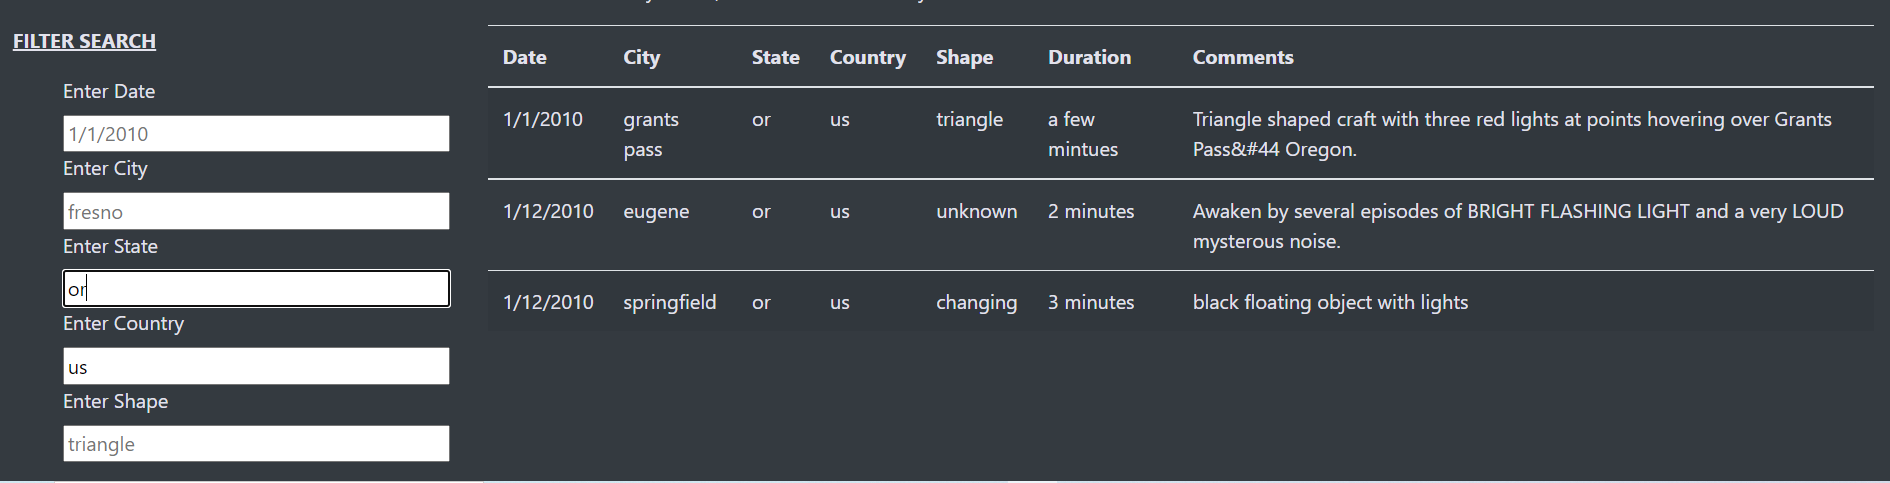 FILTER SEARCH
Enter Date
1/1/2010
Enter City
fresno
Enter State
or
Enter Country
us
Enter Shape
triangle
Date City State Country Shape Duration Comments
1/1/2010 grants or us triangle a few Triangle shaped craft with three red lights at points hovering over Grants
pass mintues Pass&#44 Oregon.
1/12/2010 eugene or us unknown 2 minutes Awaken by several episodes of BRIGHT FLASHING LIGHT and a very LOUD
mysterous noise.
1/12/2010 springfield or us changing 3 minutes black floating object with lights